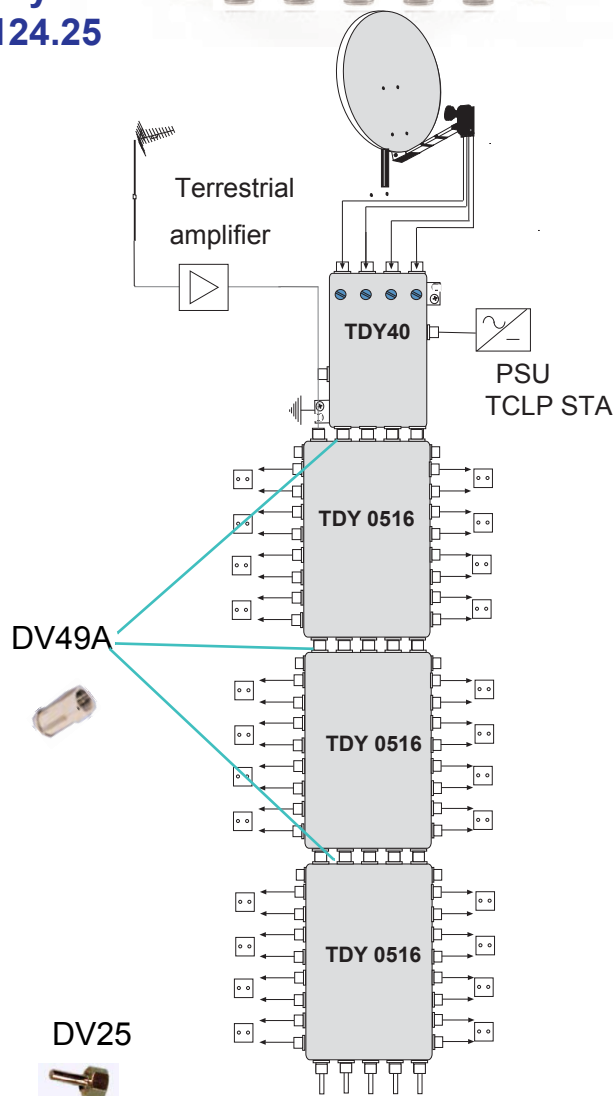 124.25
Terrestrial
amplifier
TDY40
PSU
TCLP STA
TDY 0516
DV49A
TDY 0516
TDY 0516
DV25